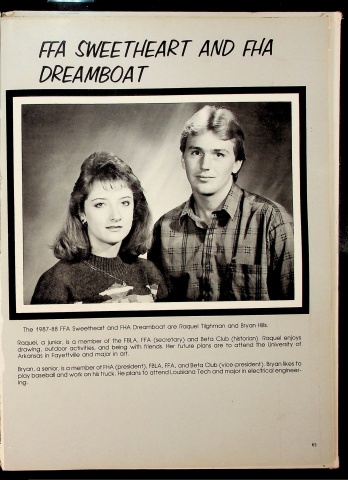 FFA SWEETHEART AND FHA
DREAMBOAT
The 1987-88 FFA Sweetheart and FHA Dreamboat are Raquel Tilghman and Bryan Hills.
Raquel, a junior, is a member of the FBLA, FFA (secretary) and Beta Club (historian). Raquel enjoys
drawing, outdoor activities, and being with friends. Her future plans are to attend the University of
Arkansas in Fayettville and major in art.
Bryan, a senior, is a member of FHA (president), FBLA, FFA, and Beta Club (vice-president). Bryan likes to
play baseball and work on his truck. He plans to attend Louisiana Tech and major in electrical engineer-
ing.